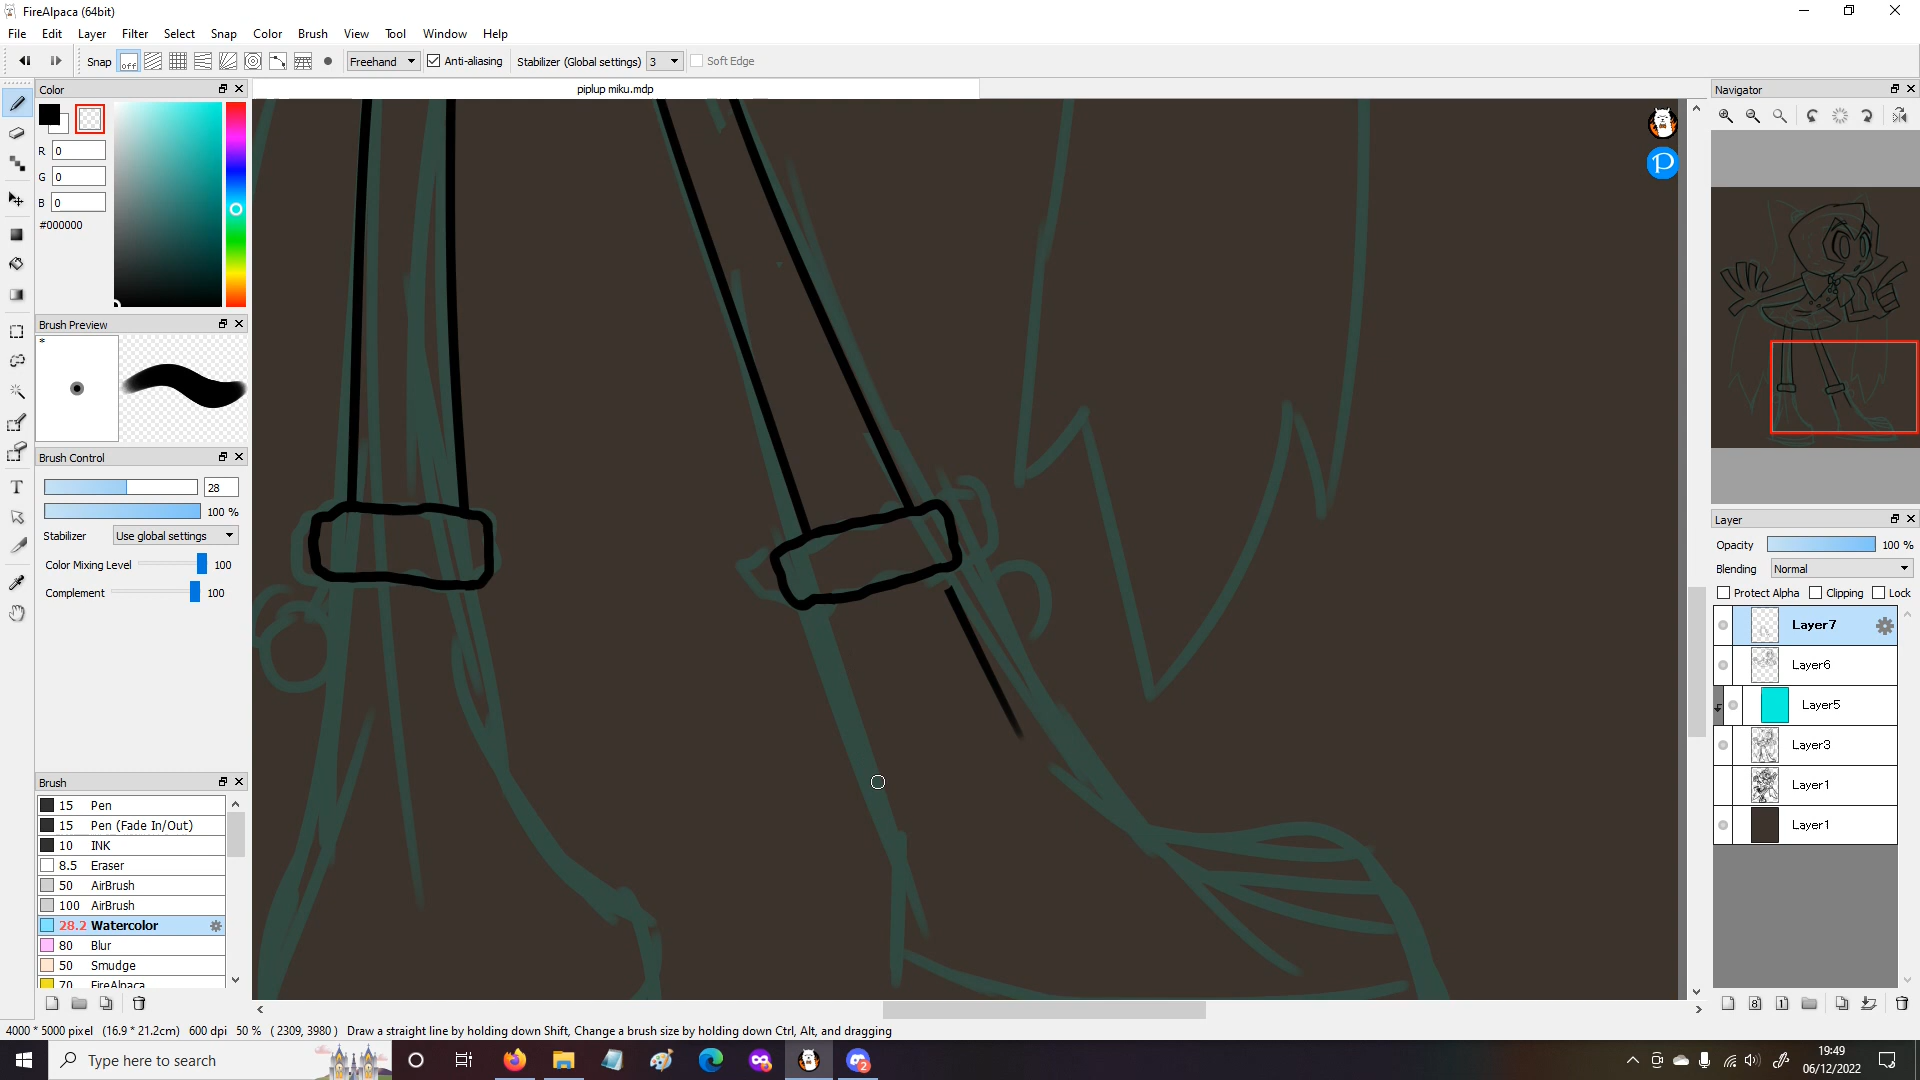 FireAlpaca (64bit)
File Edit Layer Filter Select Snap Color Brush View Tool Window Help
Snap off Freehand Anti-aliasing Stabilizer (Global settings) 3 Soft Edge
Color
piplup miku.mdp
Navigator
R 0
G 0
B 0
#000000
P
Brush Preview
*
Brush Control
28
100 %
Stabilizer Use global settings
Color Mixing Level 100
Complement 100
Layer
Opacity 100 %
Blending Normal
Protect Alpha Clipping Lock
Layer7
Layer6
Layer5
Layer3
Layer1
Layer1
Brush
15 Pen
15 Pen (Fade In/Out)
10 INK
8.5 Eraser
50 AirBrush
100 AirBrush
28.2 Watercolor
80 Blur
50 Smudge
70 FireAlpaca
8 1
4000 * 5000 pixel (16.9 * 21.2cm) 600 dpi 50 % ( 2309, 3980 ) Draw a straight line by holding down Shift, Change a brush size by holding down Ctrl, Alt, and dragging
Type here to search
2
19:49
06/12/2022